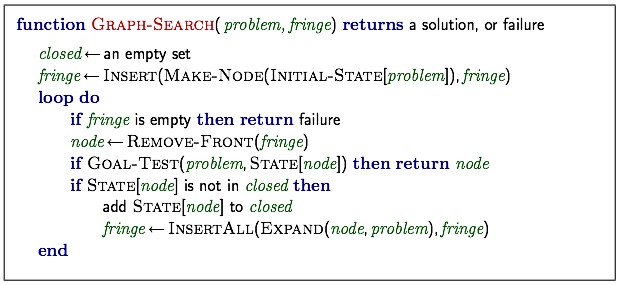 function GRAPH-SEARCH( problem, fringe) returns a solution, or failure
closed ← an empty set
fringe ← INSERT(MAKE-NODE(INITIAL-STATE[problem]), fringe)
loop do
if fringe is empty then return failure
node ← REMOVE-FRONT(fringe)
if GOAL-TEST(problem, STATE[node]) then return node
if STATE[node] is not in closed then
add STATE[node] to closed
fringe ← INSERTALL(EXPAND(node, problem), fringe)
end